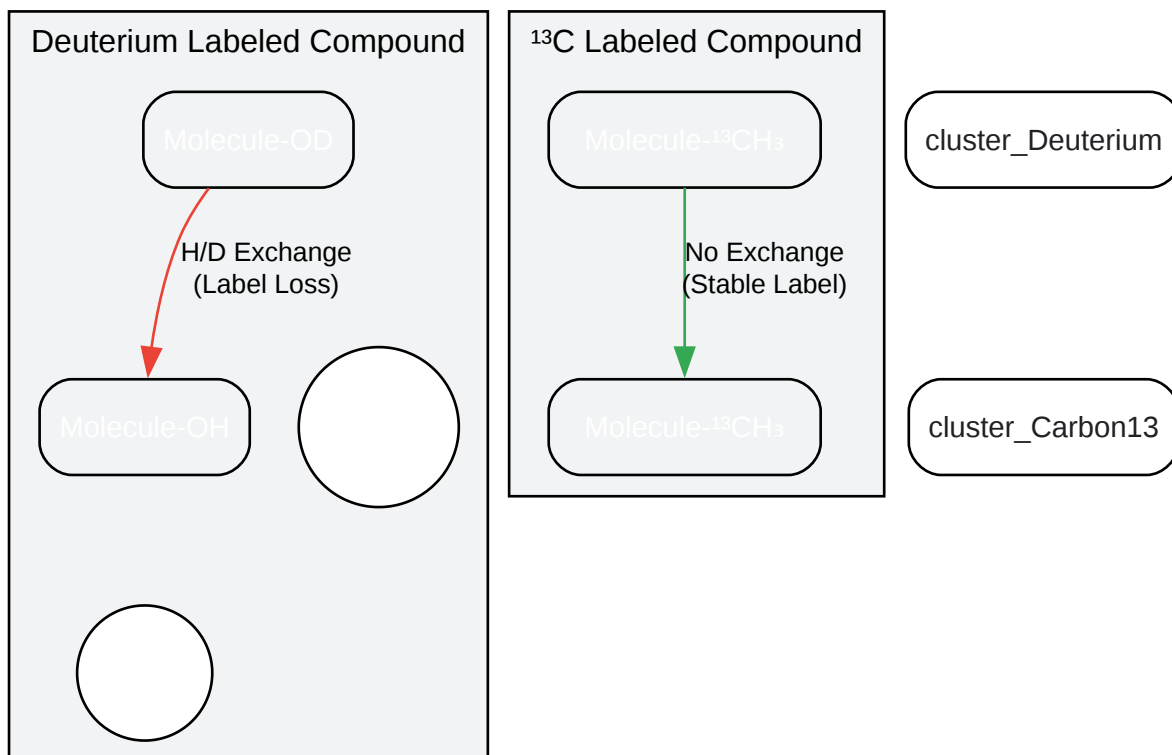 Deuterium Labeled Compound
Molecule-OD
H/D Exchange
(Label Loss)
Molecule-OH
¹³C Labeled Compound
Molecule-¹³CH₃
No Exchange
(Stable Label)
Molecule-¹³CH₃
cluster_Deuterium
cluster_Carbon13